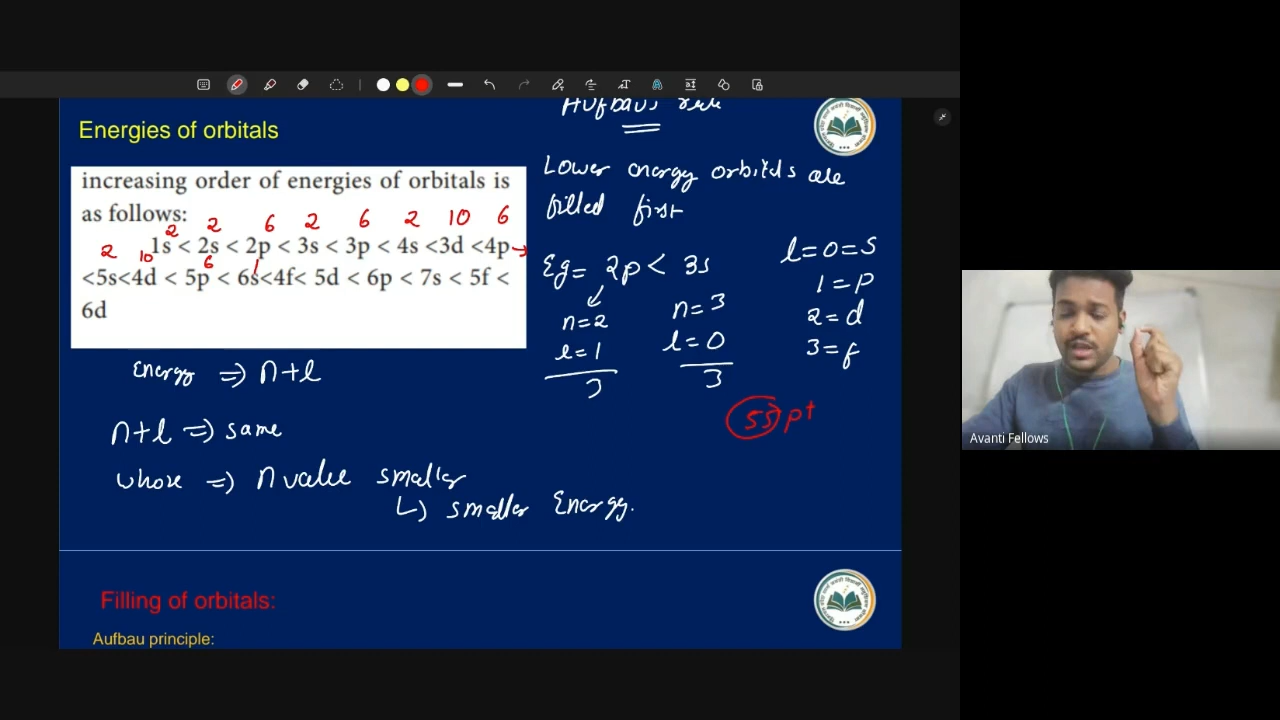 Aufbau's rule
Energies of orbitals
Lower energy orbitals are
filled first
increasing order of energies of orbitals is
as follows:
2 2 6 2 6 2 10 6
1s < 2s < 2p < 3s < 3p < 4s <3d <4p →
2 10 6 1
<5s<4d < 5p < 6s<4f< 5d < 6p < 7s < 5f <
6d
Eg= 2p < 3s
n=2 n=3
l=1 l=0
3 3
l=0=s
1=p
2=d
3=f
55 p+
Energy => n+l
n+l => same
whose => n value smaller
↳ smaller Energy.
Avanti Fellows
Filling of orbitals:
Aufbau principle: